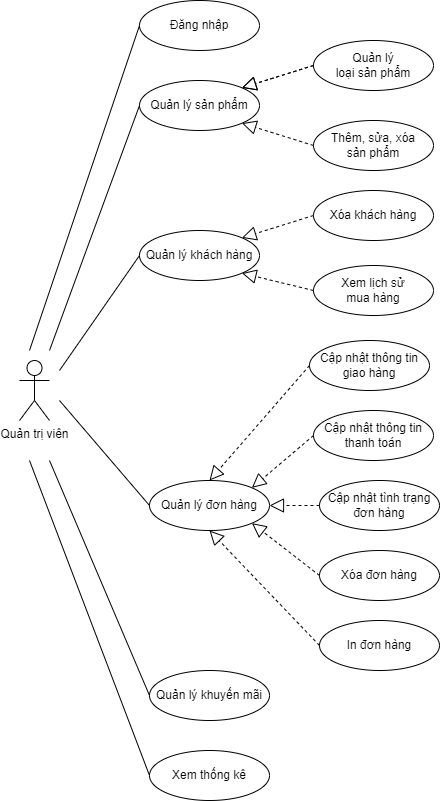 Đăng nhập
Quản lý
loại sản phẩm
Quản lý sản phẩm
Thêm, sửa, xóa
sản phẩm
Xóa khách hàng
Quản lý khách hàng
Xem lịch sử
mua hàng
Cập nhật thông tin
giao hàng
Quản trị viên
Cập nhật thông tin
thanh toán
Quản lý đơn hàng
Cập nhật tình trạng
đơn hàng
Xóa đơn hàng
In đơn hàng
Quản lý khuyến mãi
Xem thống kê